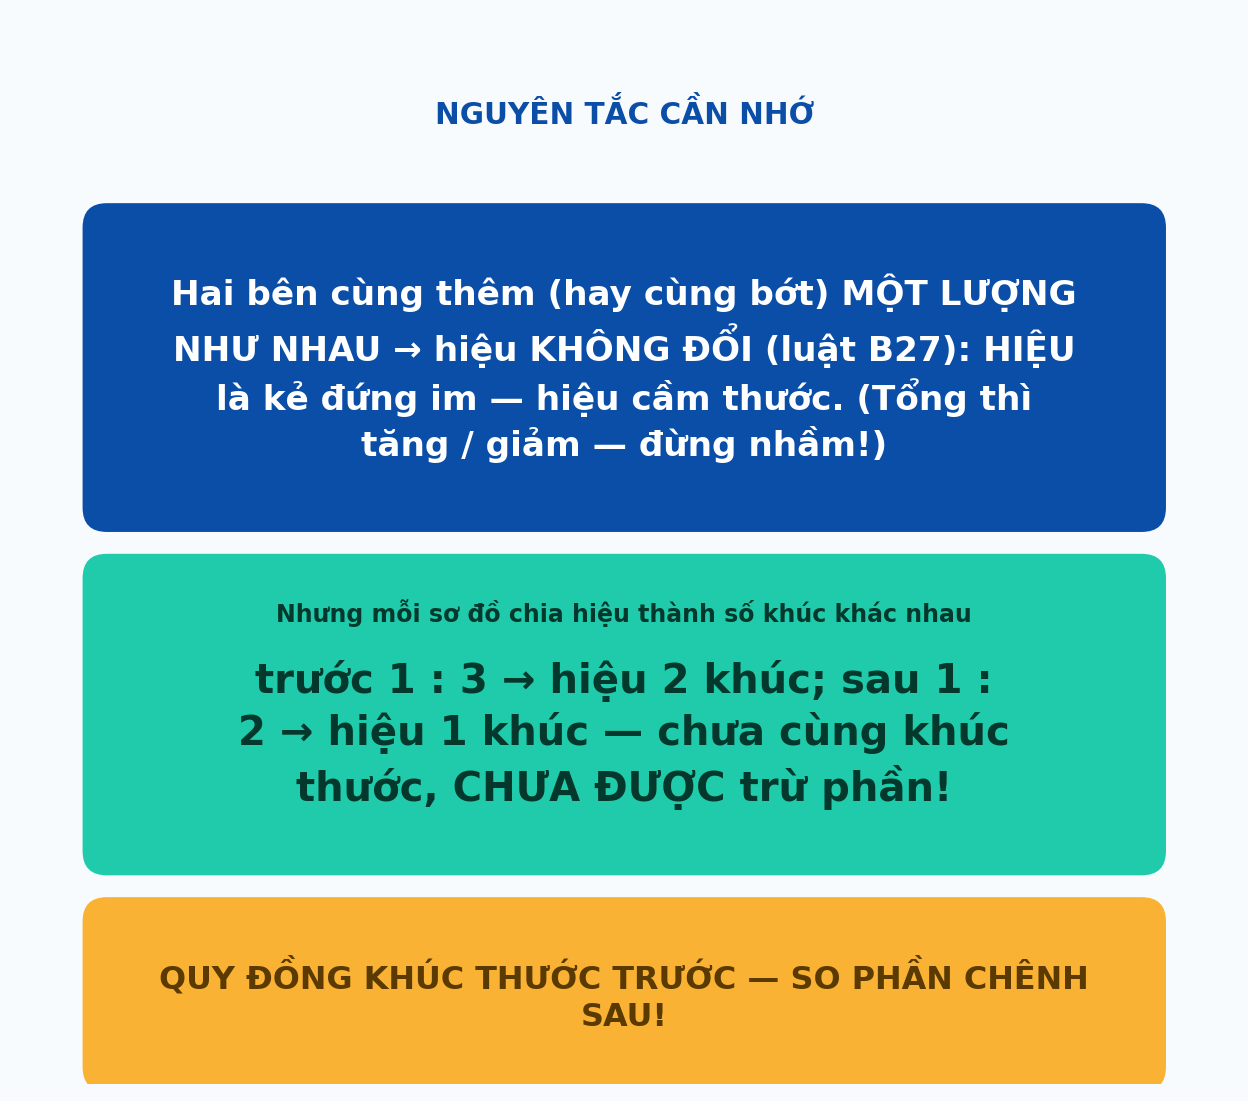 NGUYÊN TẮC CẦN NHỚ
Hai bên cùng thêm (hay cùng bớt) MỘT LƯỢNG
NHƯ NHAU → hiệu KHÔNG ĐỔI (luật B27): HIỆU
là kẻ đứng im — hiệu cầm thước. (Tổng thì
tăng / giảm — đừng nhầm!)
Nhưng mỗi sơ đồ chia hiệu thành số khúc khác nhau
trước 1 : 3 → hiệu 2 khúc; sau 1 :
2 → hiệu 1 khúc — chưa cùng khúc
thước, CHƯA ĐƯỢC trừ phần!
QUY ĐỒNG KHÚC THƯỚC TRƯỚC — SO PHẦN CHÊNH
SAU!